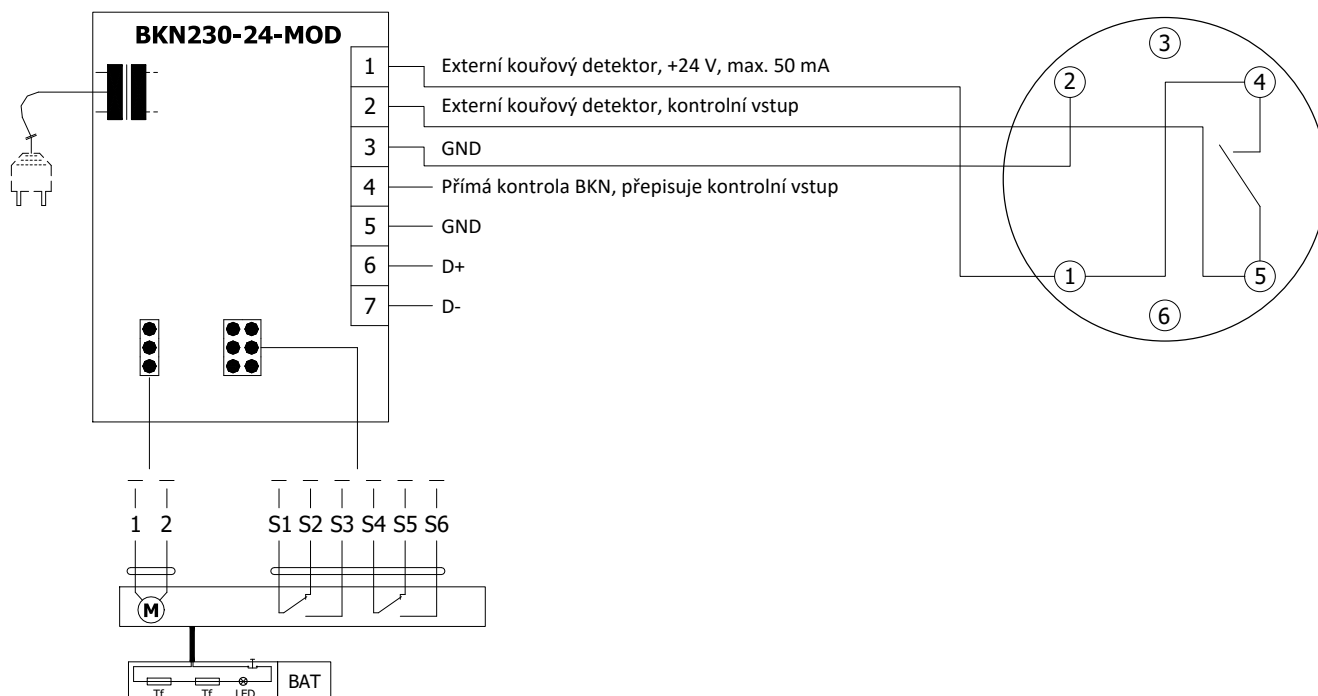 BKN230-24-MOD
1 Externí kouřový detektor, +24 V, max. 50 mA
2 Externí kouřový detektor, kontrolní vstup
3 GND
4 Přímá kontrola BKN, přepisuje kontrolní vstup
5 GND
6 D+
7 D-
3
2
4
1
5
6
1 2 S1 S2 S3 S4 S5 S6
M
Tf Tf LED BAT